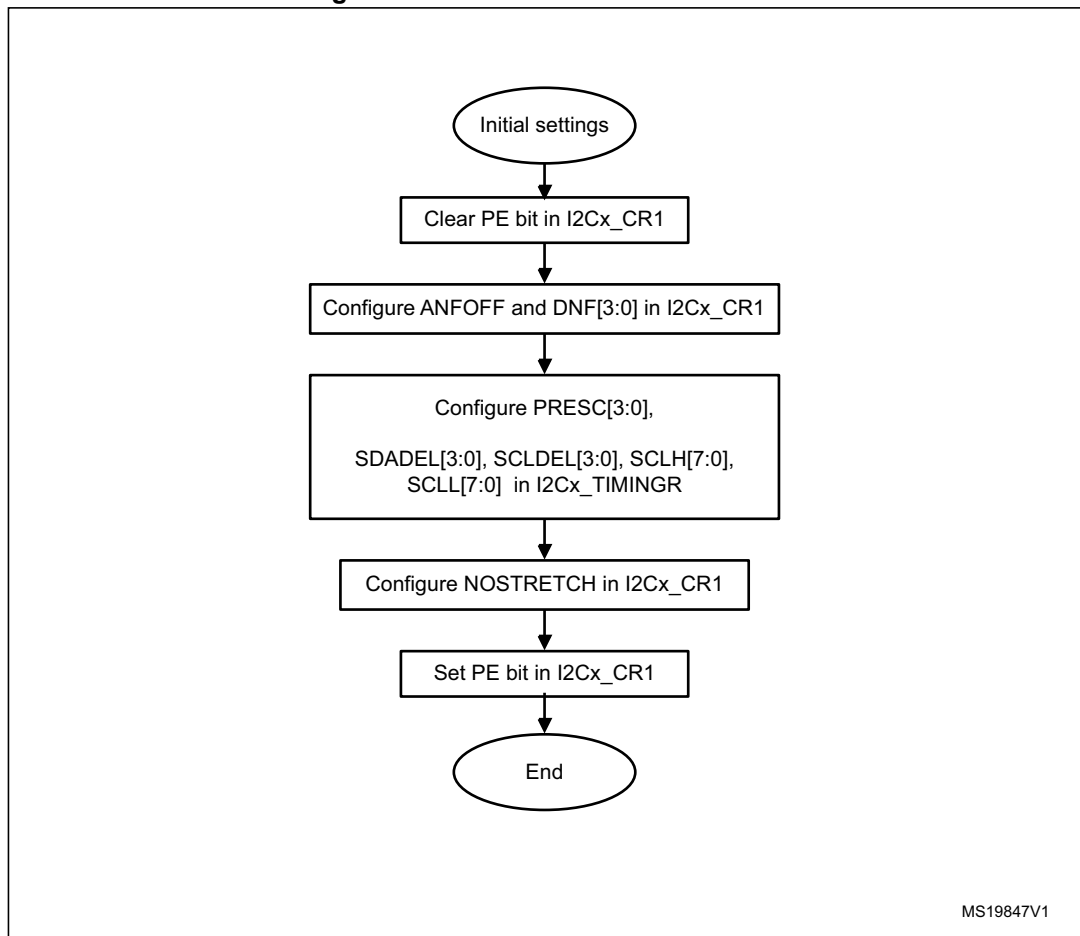 Initial settings
Clear PE bit in I2Cx_CR1
Configure ANFOFF and DNF[3:0] in I2Cx_CR1
Configure PRESC[3:0],
SDADEL[3:0], SCLDEL[3:0], SCLH[7:0],
SCLL[7:0] in I2Cx_TIMINGR
Configure NOSTRETCH in I2Cx_CR1
Set PE bit in I2Cx_CR1
End
MS19847V1